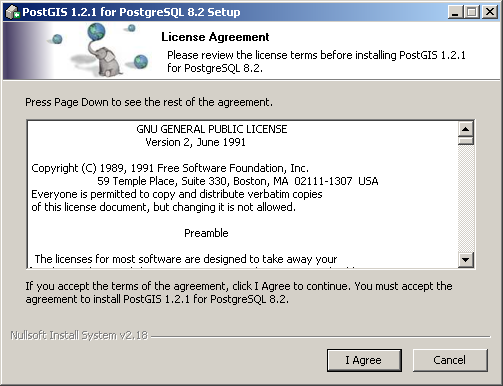 PostGIS 1.2.1 for PostgreSQL 8.2 Setup
License Agreement
Please review the license terms before installing PostGIS 1.2.1
for PostgreSQL 8.2.
Press Page Down to see the rest of the agreement.
GNU GENERAL PUBLIC LICENSE
Version 2, June 1991
Copyright (C) 1989, 1991 Free Software Foundation, Inc.
59 Temple Place, Suite 330, Boston, MA 02111-1307 USA
Everyone is permitted to copy and distribute verbatim copies
of this license document, but changing it is not allowed.
Preamble
The licenses for most software are designed to take away your
If you accept the terms of the agreement, click I Agree to continue. You must accept the
agreement to install PostGIS 1.2.1 for PostgreSQL 8.2.
Nullsoft Install System v2.18
I Agree
Cancel